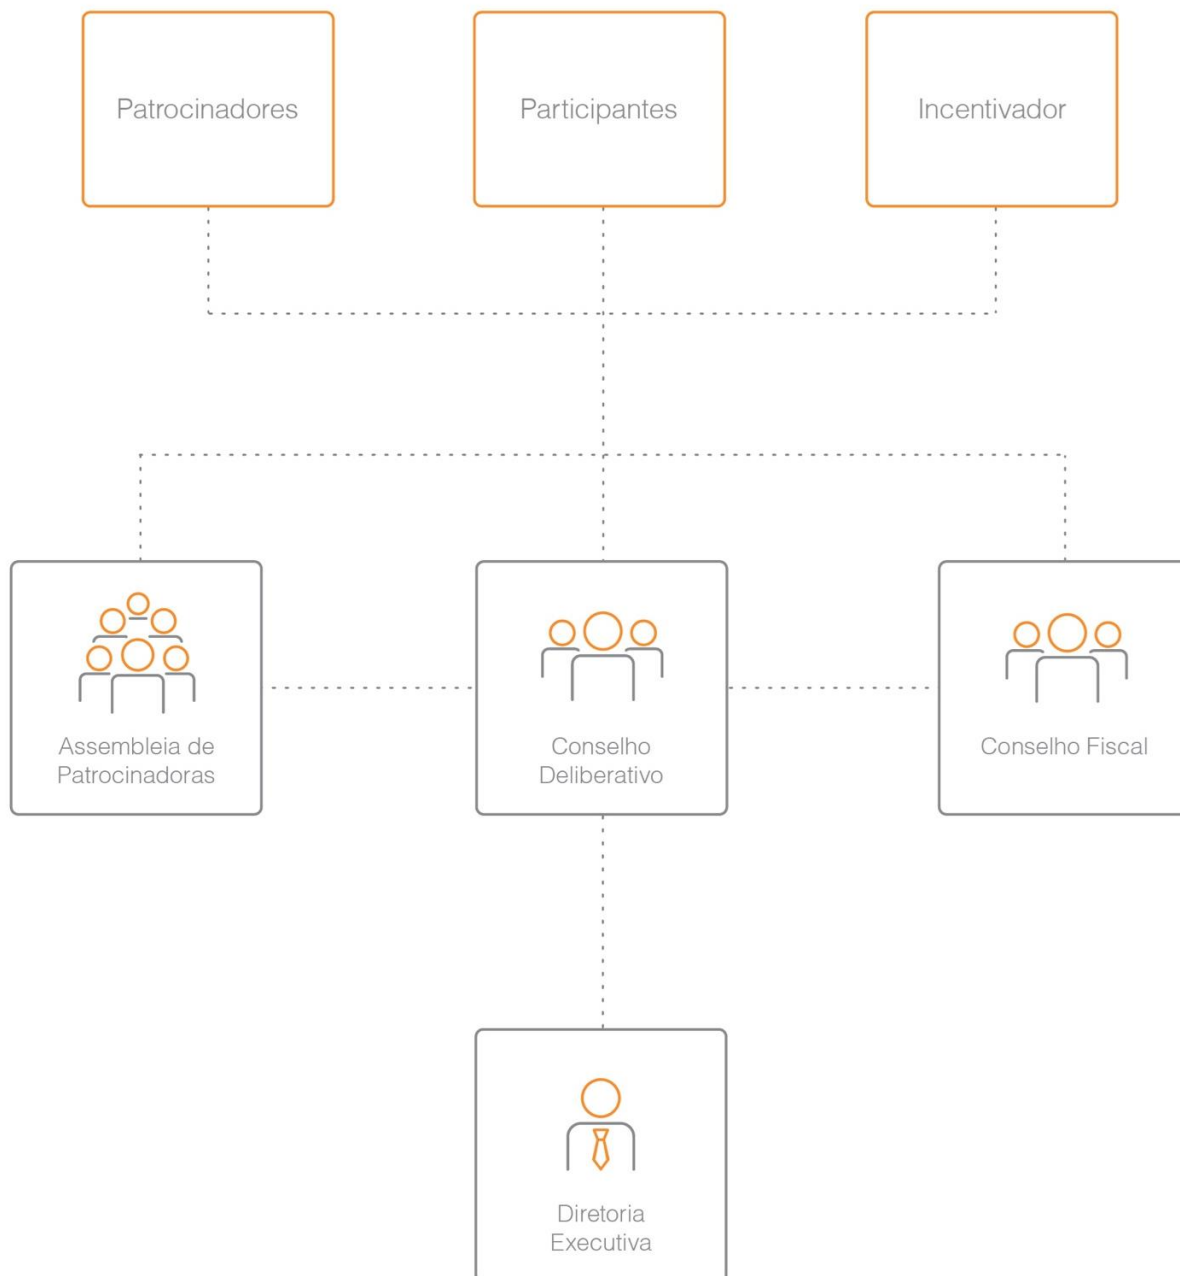 Patrocinadores
Participantes
Incentivador
Assembleia de
Patrocinadoras
Conselho
Deliberativo
Conselho Fiscal
Diretoria
Executiva